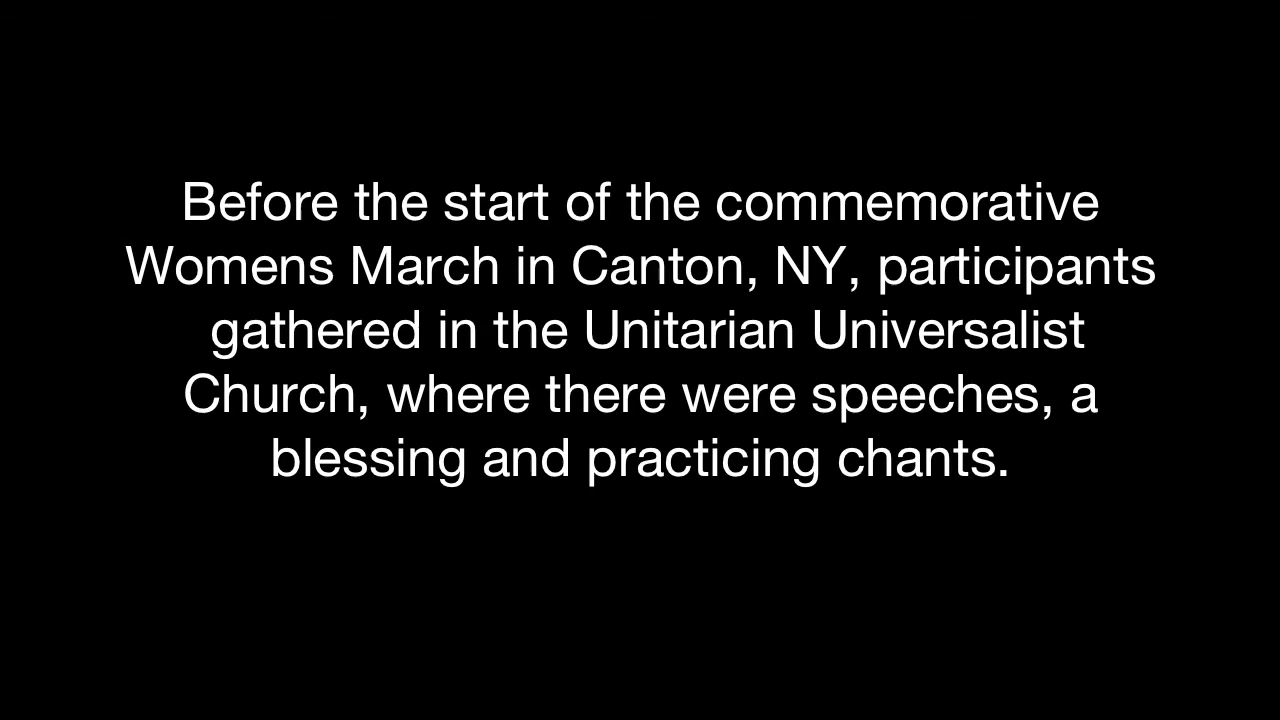 Before the start of the commemorative
Womens March in Canton, NY, participants
gathered in the Unitarian Universalist
Church, where there were speeches, a
blessing and practicing chants.